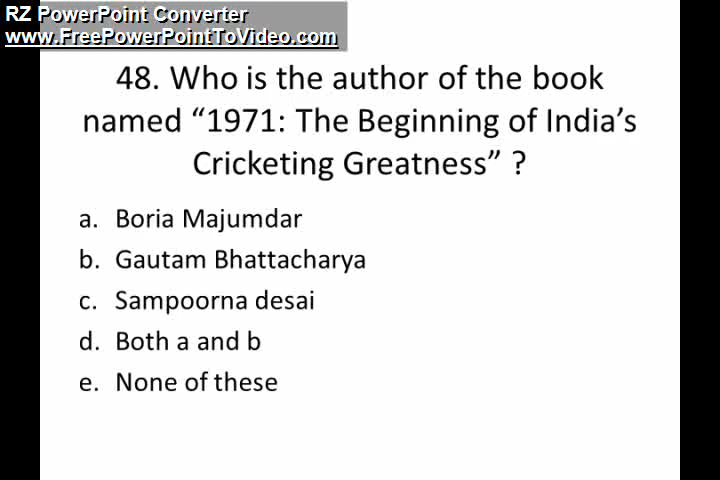 RZ PowerPoint Converter
www.FreePowerPointToVideo.com
48. Who is the author of the book
named “1971: The Beginning of India’s
Cricketing Greatness” ?
a. Boria Majumdar
b. Gautam Bhattacharya
c. Sampoorna desai
d. Both a and b
e. None of these